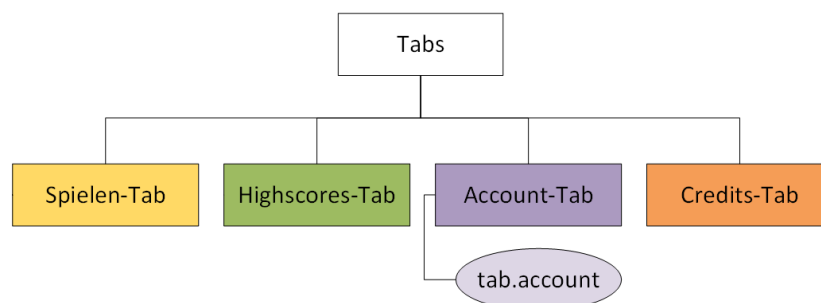 Tabs
Spielen-Tab
Highscores-Tab
Account-Tab
Credits-Tab
tab.account